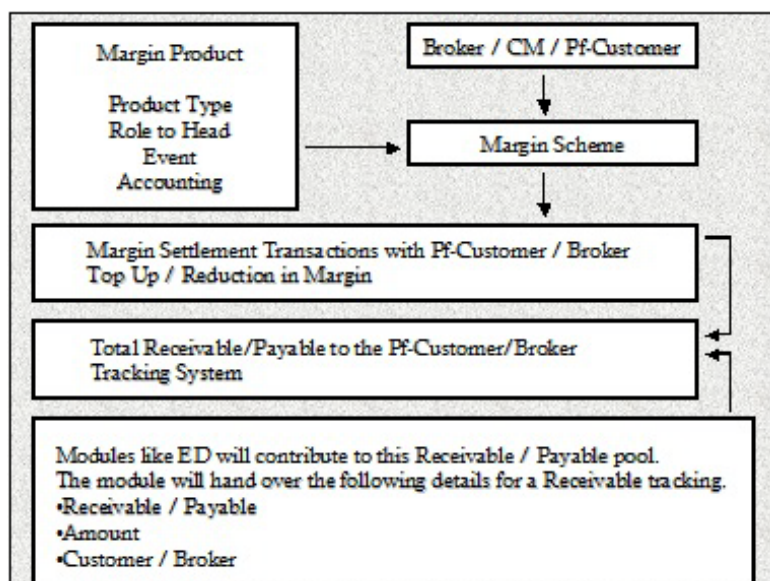 Margin Product
Product Type
Role to Head
Event
Accounting
Broker / CM / Pf-Customer
Margin Scheme
Margin Settlement Transactions with Pf-Customer / Broker
Top Up / Reduction in Margin
Total Receivable/Payable to the Pf-Customer/Broker
Tracking System
Modules like ED will contribute to this Receivable / Payable pool.
The module will hand over the following details for a Receivable tracking.
•Receivable / Payable
•Amount
•Customer / Broker